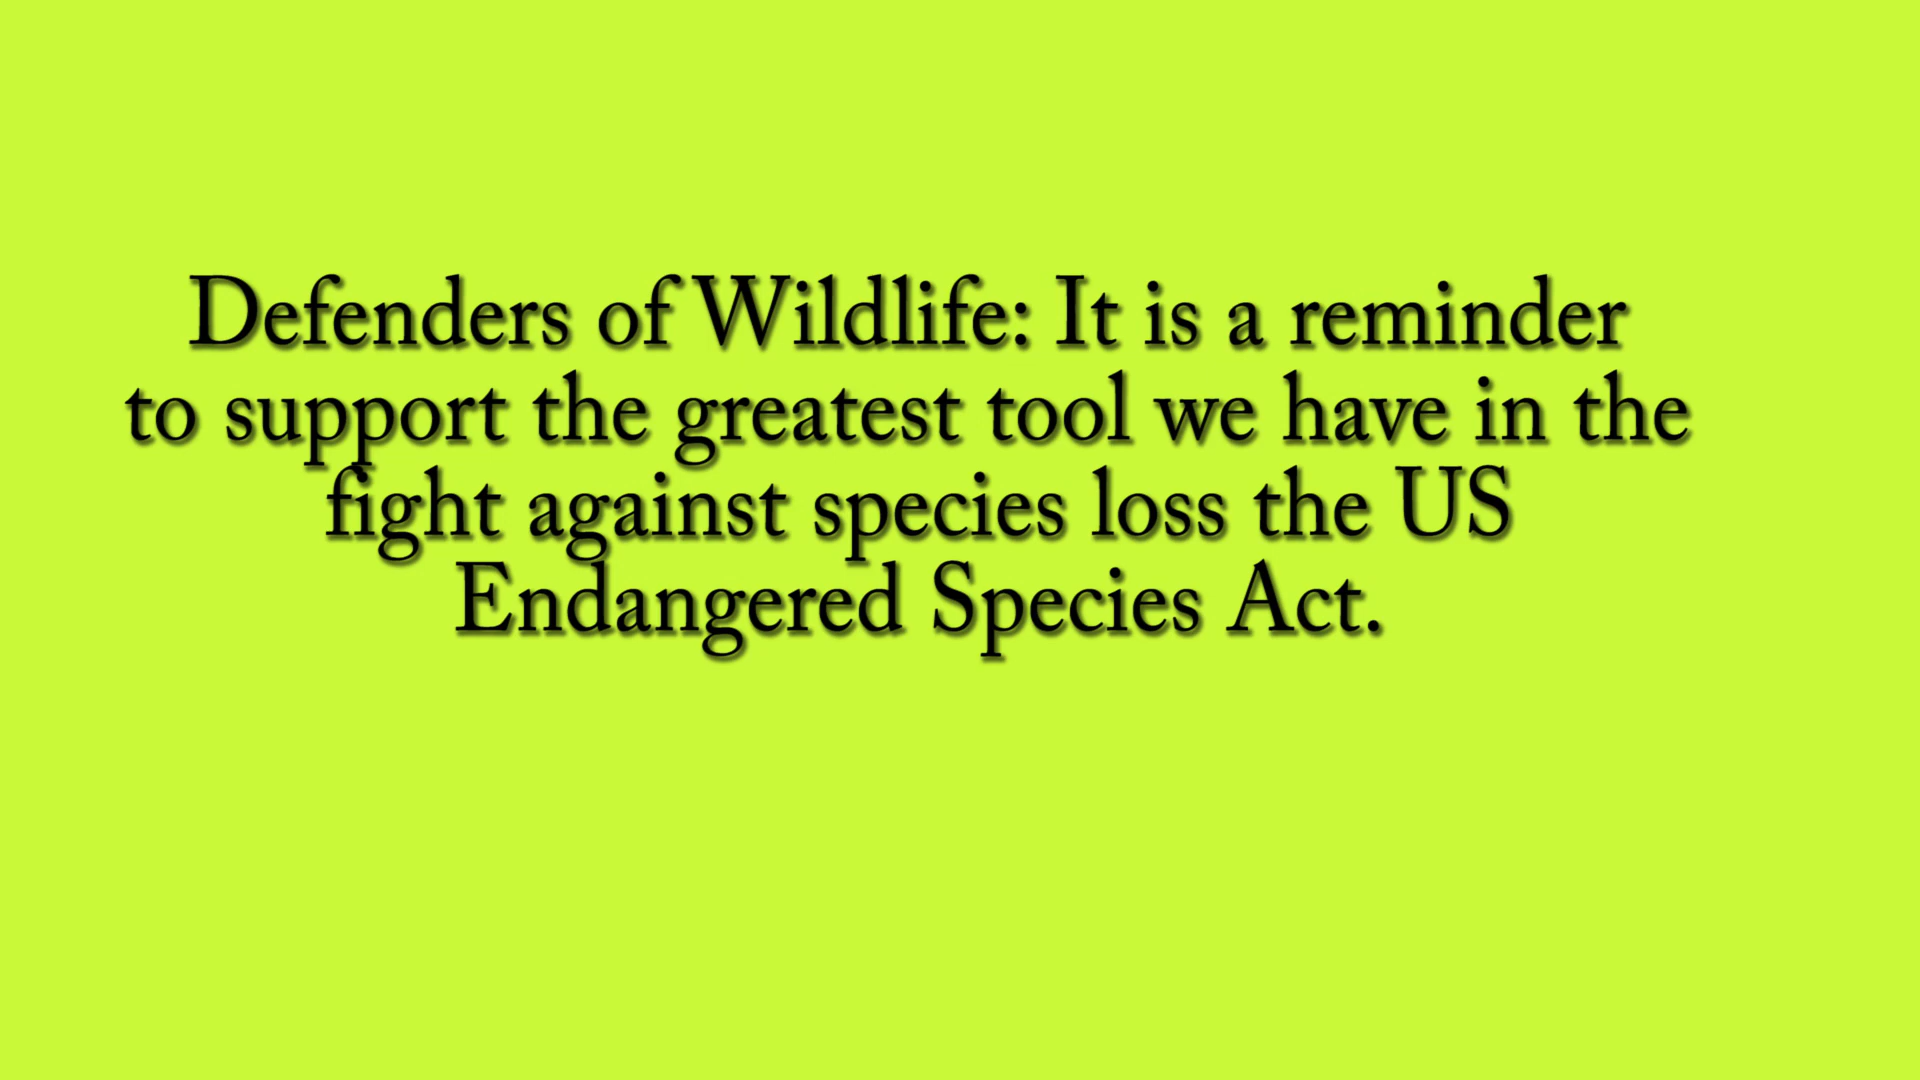 Defenders of Wildlife: It is a reminder
to support the greatest tool we have in the
fight against species loss the US
Endangered Species Act.